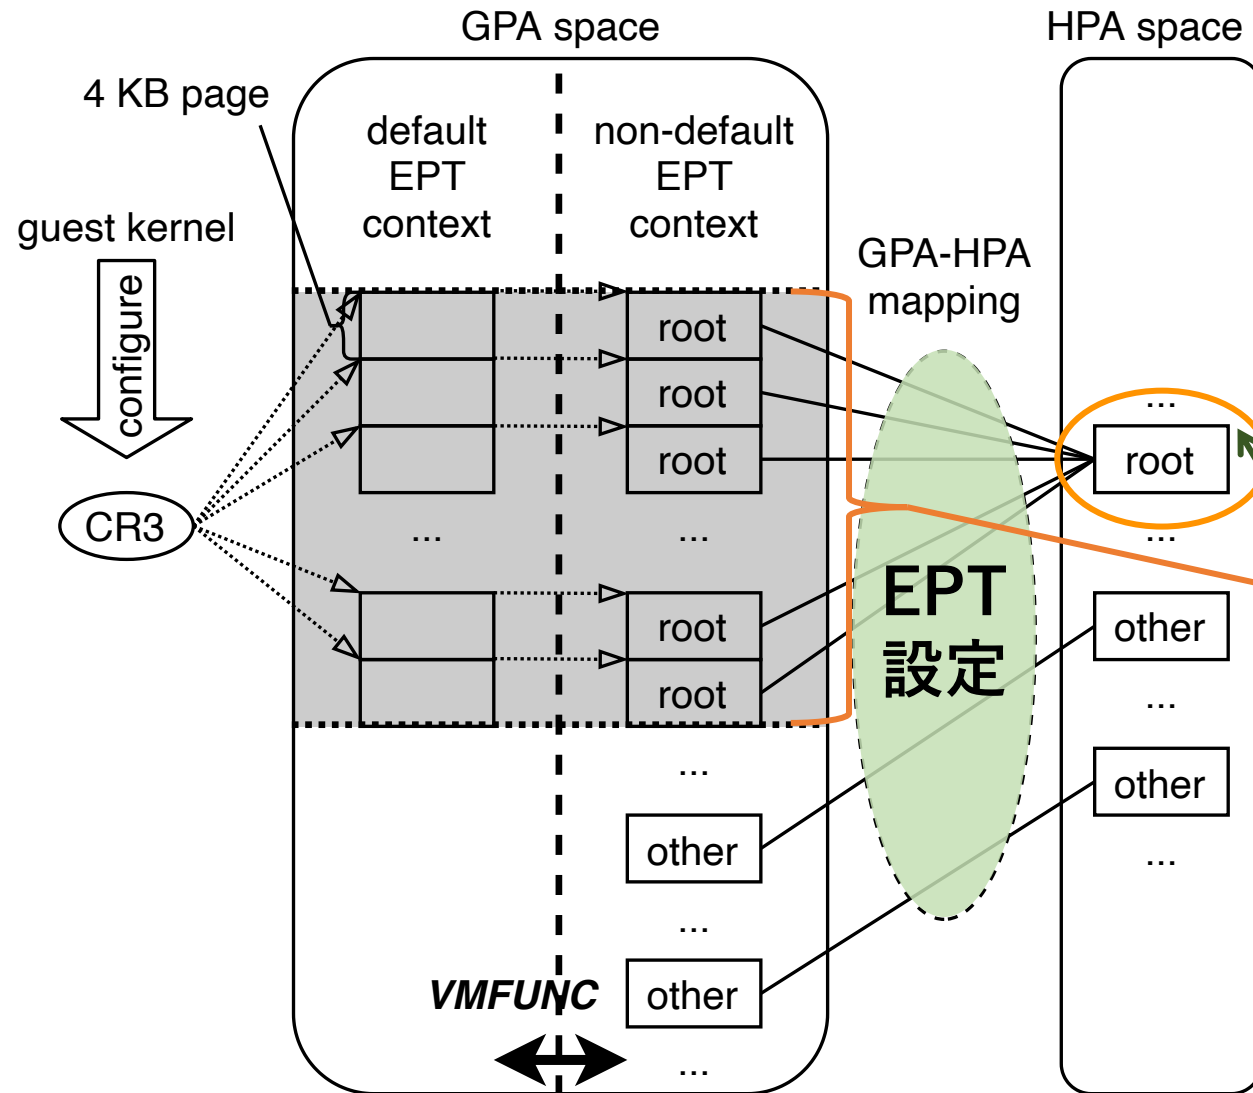 GPA space
HPA space
4 KB page
default
EPT
context
non-default
EPT
context
guest kernel
configure
GPA-HPA
mapping
CR3
root
root
root
...
...
root
root
...
other
...
other
...
VMFUNC
EPT
設定
...
root
...
other
...
other
...